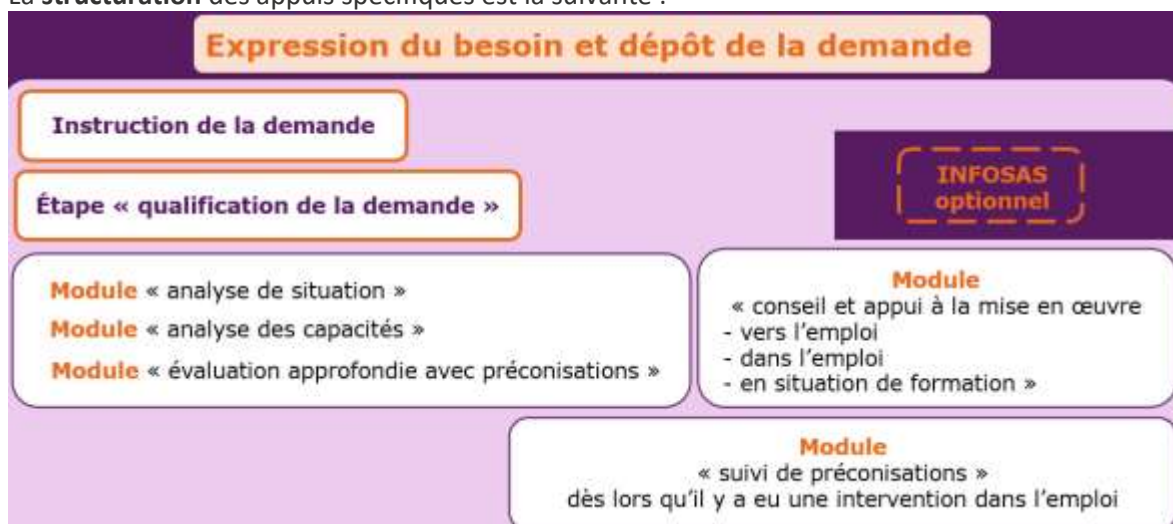 La structuration des appuis spécifiques est la suivante :
Expression du besoin et dépôt de la demande
Instruction de la demande
Étape « qualification de la demande »
INFOSAS
optionnel
Module « analyse de situation »
Module « analyse des capacités »
Module « évaluation approfondie avec préconisations »
Module
« conseil et appui à la mise en œuvre
- vers l’emploi
- dans l’emploi
- en situation de formation »
Module
« suivi de préconisations »
dès lors qu’il y a eu une intervention dans l’emploi